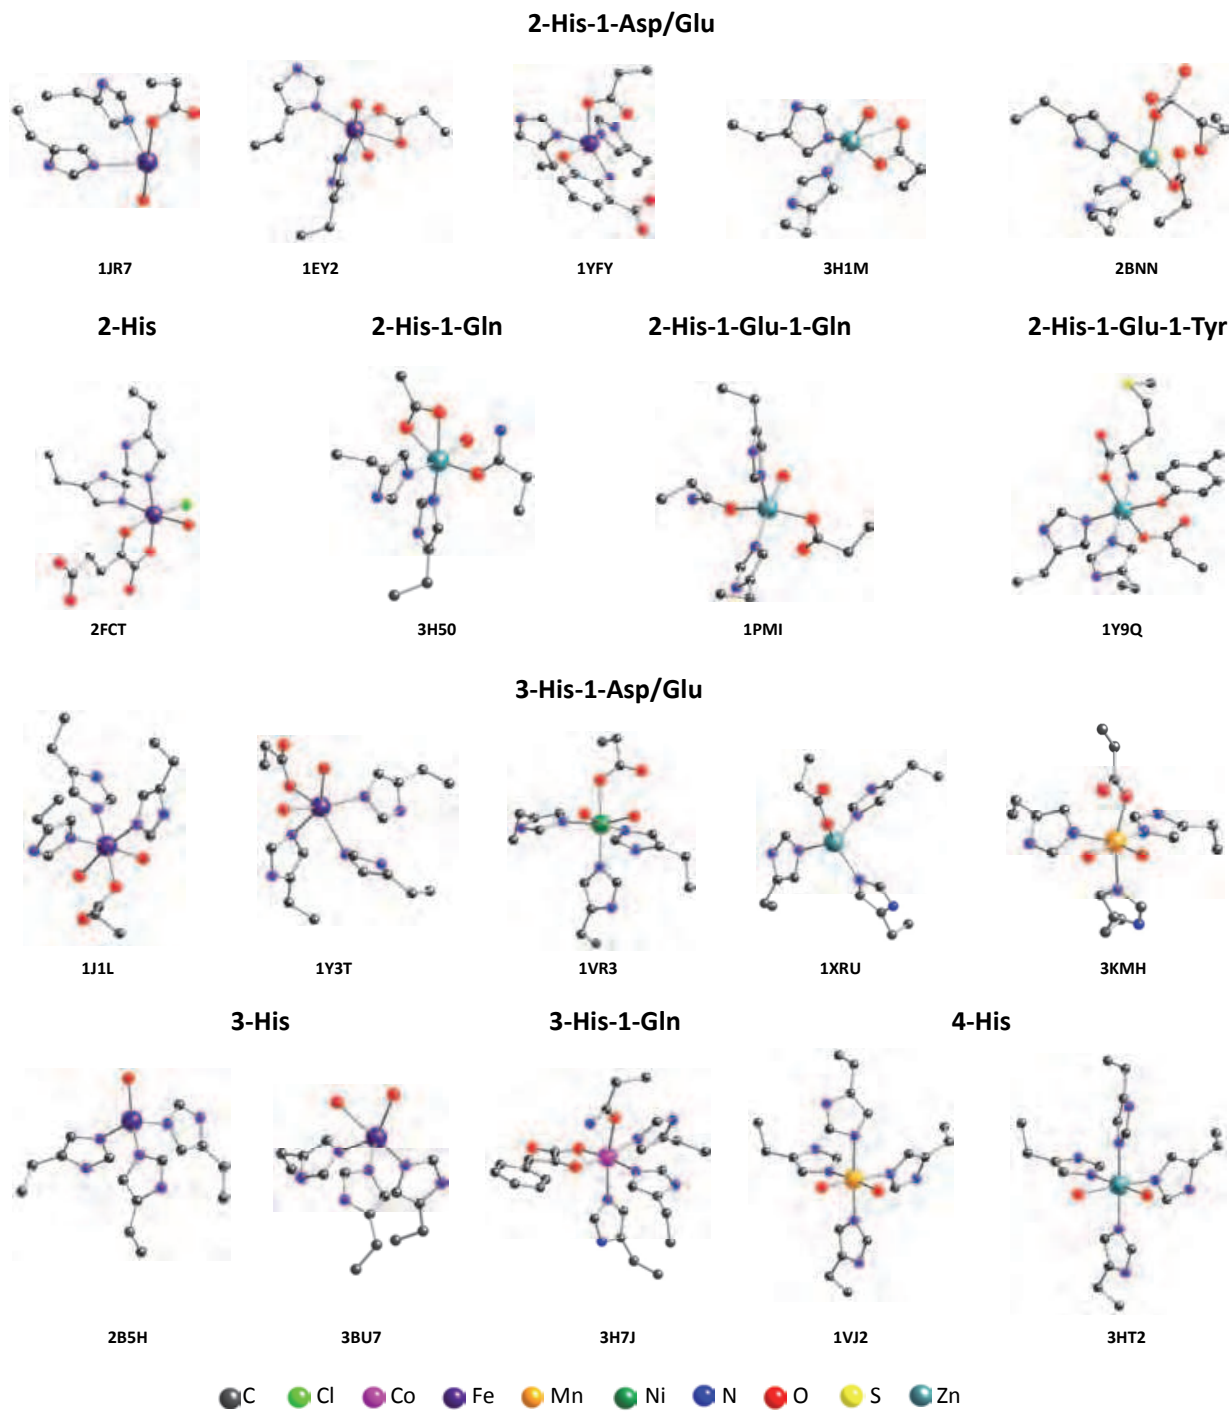 2-His-1-Asp/Glu
1JR7 1EY2 1YFY 3H1M 2BNN
2-His 2-His-1-Gln 2-His-1-Glu-1-Gln 2-His-1-Glu-1-Tyr
2FCT 3H50 1PMI 1Y9Q
3-His-1-Asp/Glu
1J1L 1Y3T 1VR3 1XRU 3KMH
3-His 3-His-1-Gln 4-His
2B5H 3BU7 3H7J 1VJ2 3HT2
C Cl Co Fe Mn Ni N O S Zn